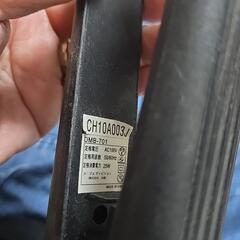 CH10A003J
DMB-701
定格電圧 AC100V
定格周波数 50/60Hz
定格消費電力 25W